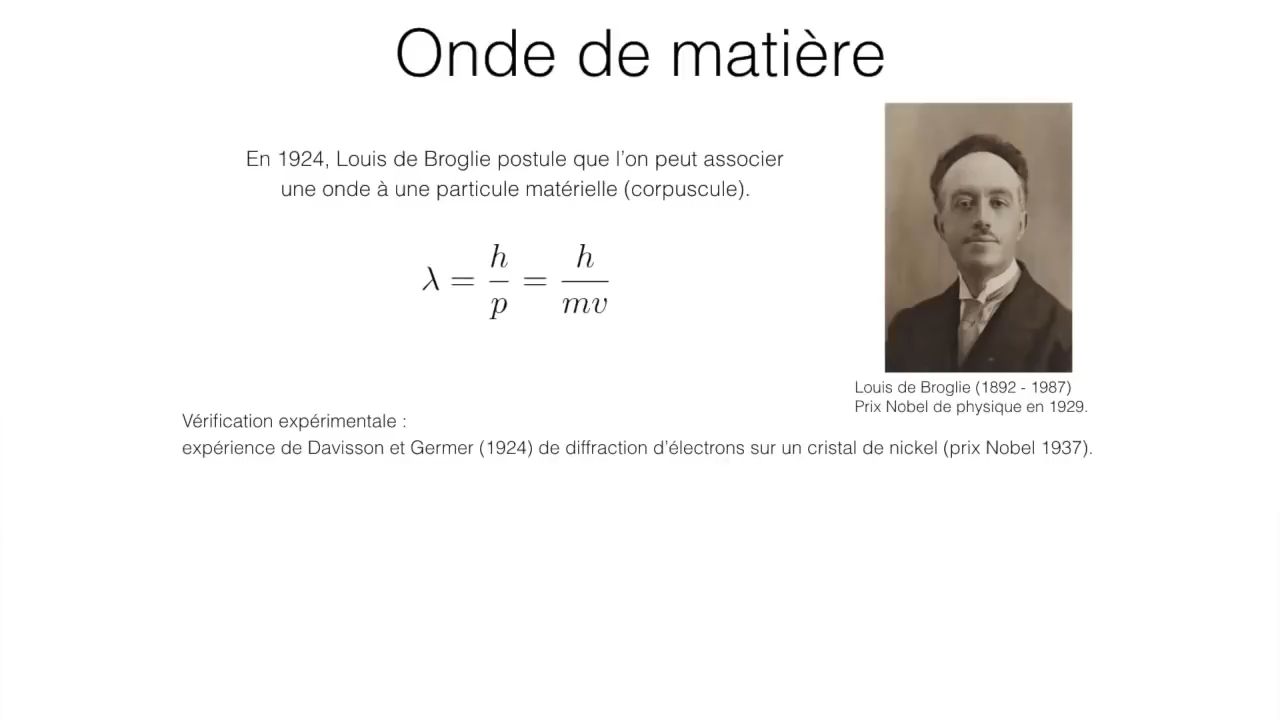 Onde de matière
En 1924, Louis de Broglie postule que l'on peut associer
une onde à une particule matérielle (corpuscule).
λ = h/p = h/mv
Louis de Broglie (1892 - 1987)
Prix Nobel de physique en 1929.
Vérification expérimentale :
expérience de Davisson et Germer (1924) de diffraction d'électrons sur un cristal de nickel (prix Nobel 1937).